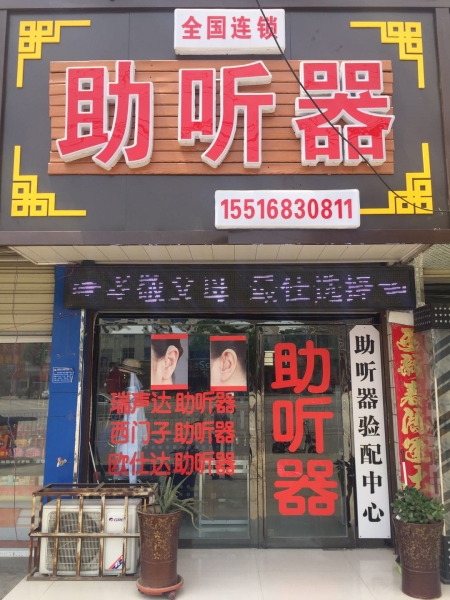 全国连锁
助听器
15516830811
瑞声达助听器
西门子助听器
欧仕达助听器
助听器
助听器验配中心